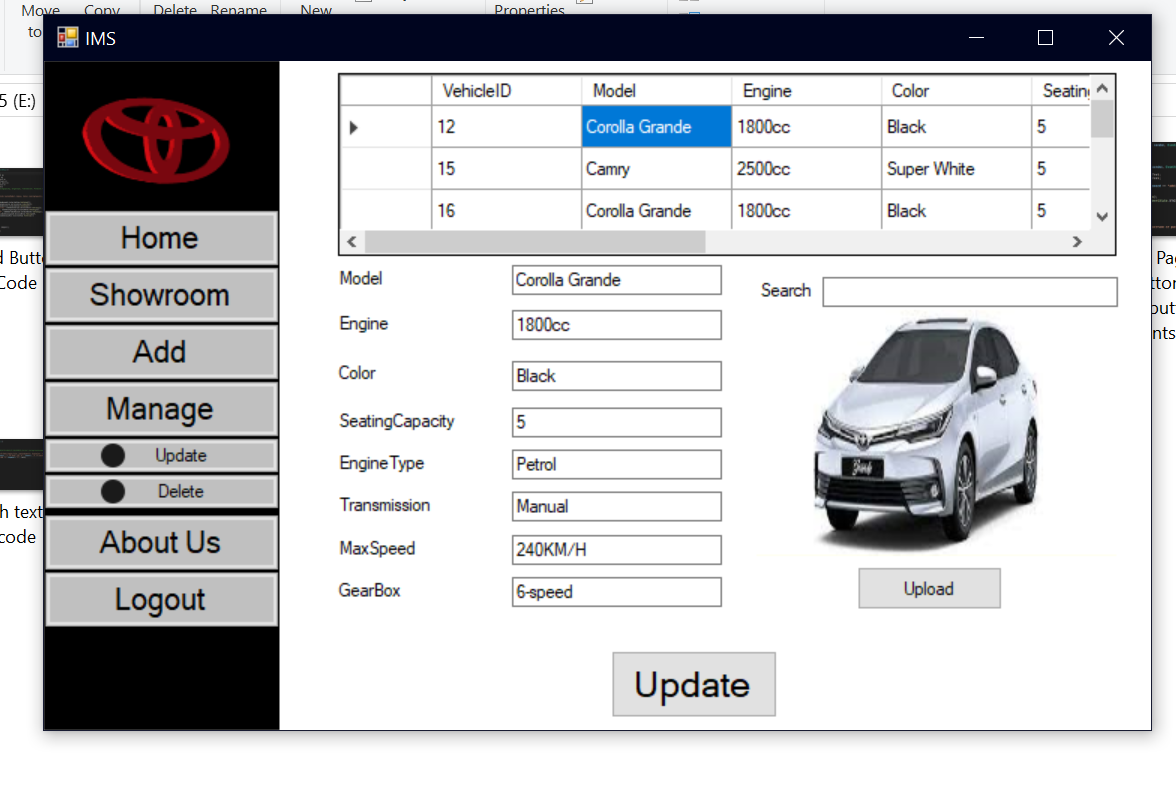 Move Copy Delete Rename New Properties
to
IMS
5 (E:)
VehicleID Model Engine Color Seating
12 Corolla Grande 1800cc Black 5
15 Camry 2500cc Super White 5
16 Corolla Grande 1800cc Black 5
Home
Showroom
Add
Manage
Update
Delete
About Us
Logout
Model Corolla Grande
Engine 1800cc
Color Black
SeatingCapacity 5
EngineType Petrol
Transmission Manual
MaxSpeed 240KM/H
GearBox 6-speed
Search
Upload
Update
d Butt
Code
h text
code
Pa
tton
but
nts